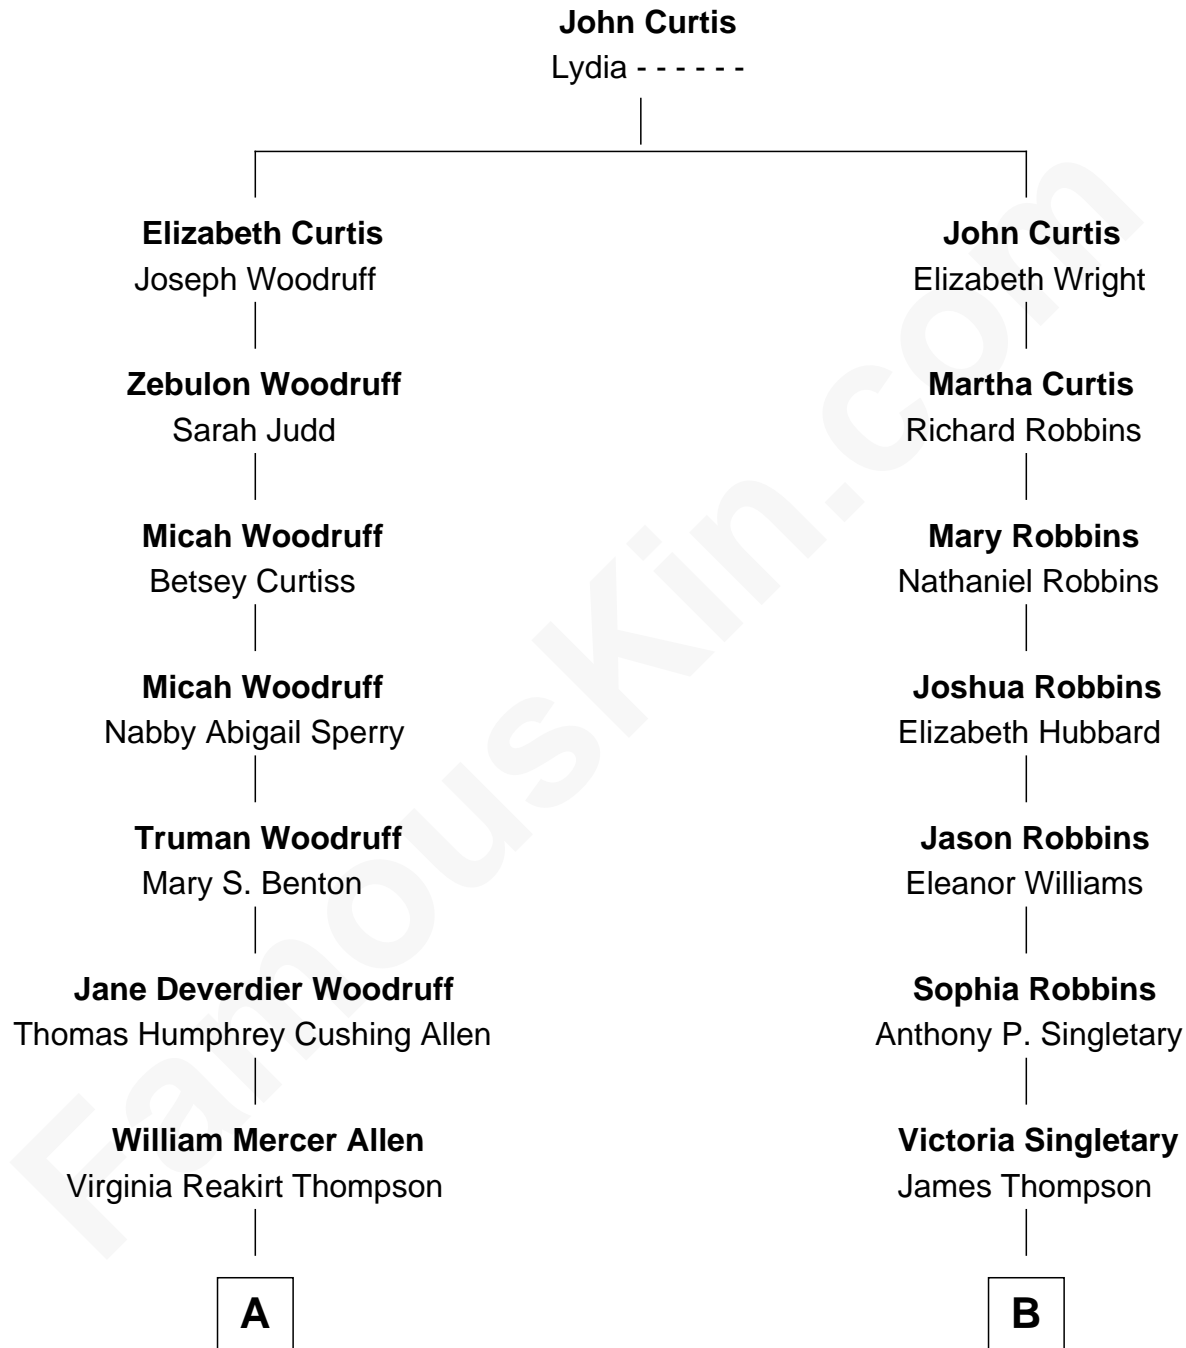 John Curtis
Lydia - - - - - -
Elizabeth Curtis
Joseph Woodruff
John Curtis
Elizabeth Wright
Zebulon Woodruff
Sarah Judd
Martha Curtis
Richard Robbins
Micah Woodruff
Betsey Curtiss
Mary Robbins
Nathaniel Robbins
Micah Woodruff
Nabby Abigail Sperry
Joshua Robbins
Elizabeth Hubbard
Truman Woodruff
Mary S. Benton
Jason Robbins
Eleanor Williams
Jane Deverdier Woodruff
Thomas Humphrey Cushing Allen
Sophia Robbins
Anthony P. Singletary
William Mercer Allen
Virginia Reakirt Thompson
Victoria Singletary
James Thompson
A
B
FamousKin.com